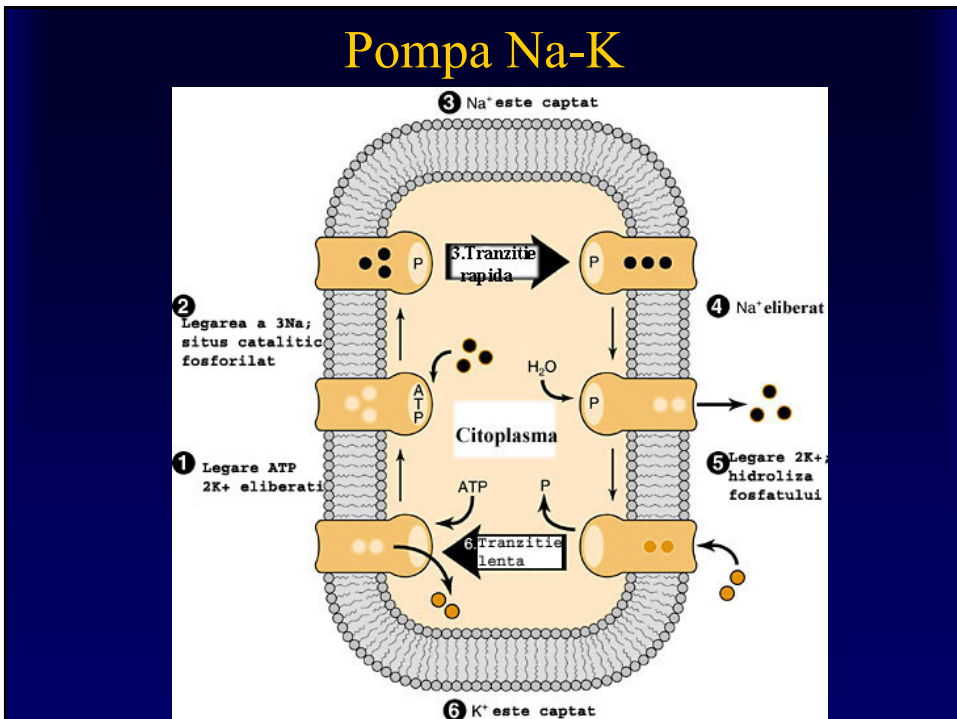 Pompa Na-K
3 Na⁺ este captat
3.Tranzitie
rapida
P
P
2
Legarea a 3Na;
situs catalitic
fosforilat
4 Na⁺ eliberat
H₂O
A
T
P
P
Citoplasma
1 Legare ATP
2K+ eliberati
5 Legare 2K+;
hidroliza
fosfatului
ATP
P
6.Tranzitie
lenta
6 K⁺ este captat